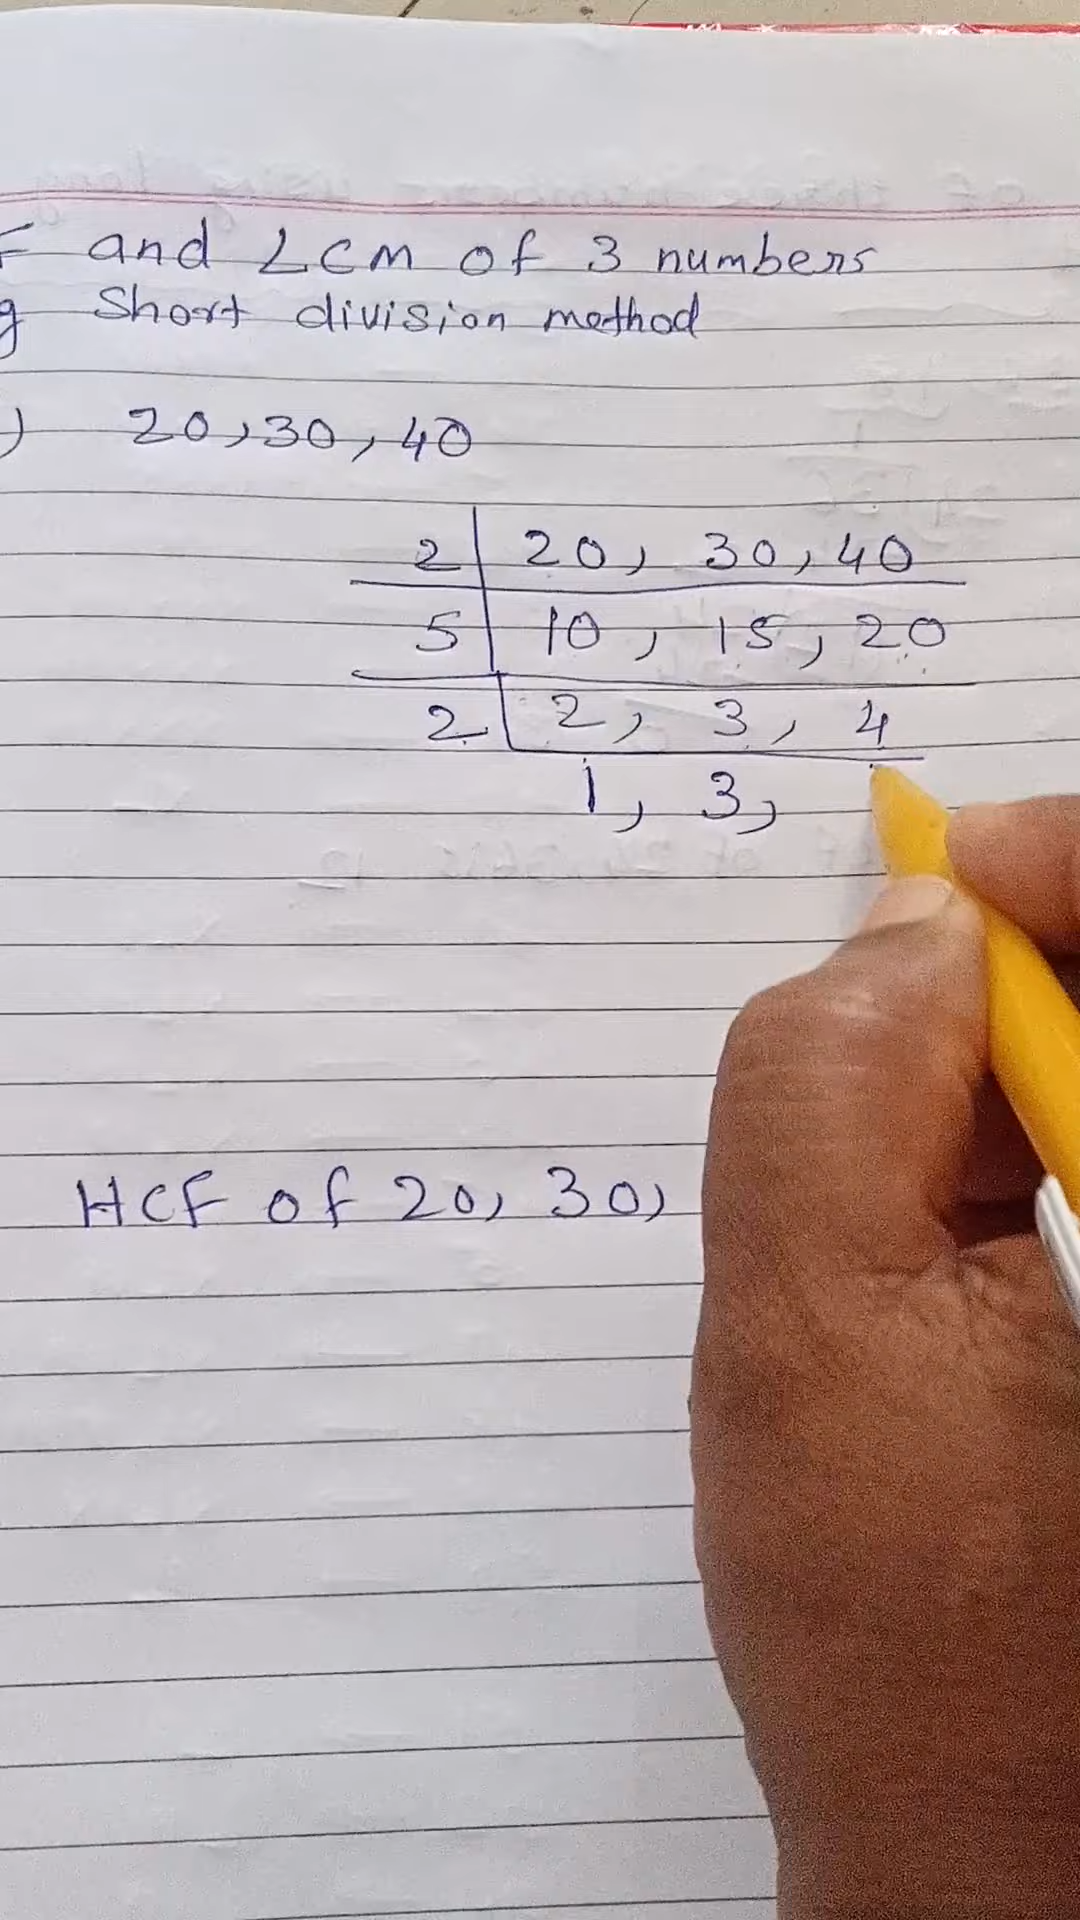 F and LCM of 3 numbers
g Short division method
) 20, 30, 40
2 20, 30, 40
5 10, 15, 20
2 2, 3, 4
1, 3,
HCF of 20, 30,